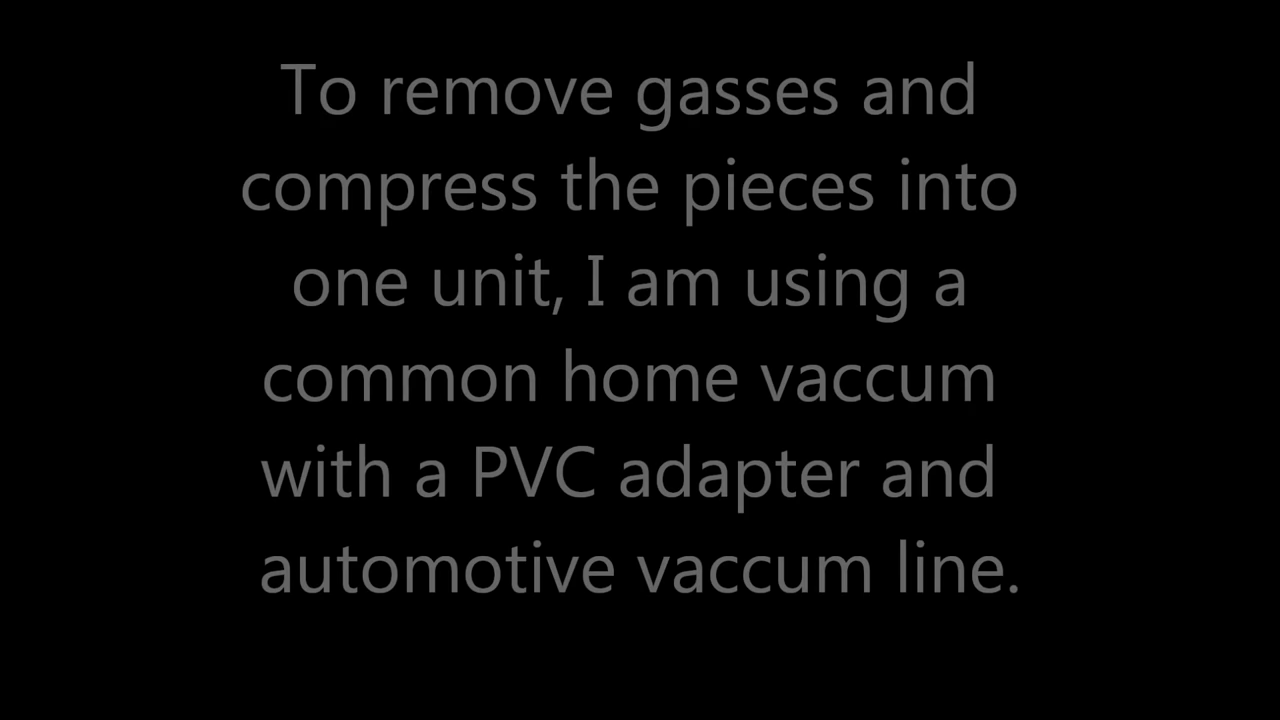 To remove gasses and
compress the pieces into
one unit, I am using a
common home vaccum
with a PVC adapter and
automotive vaccum line.